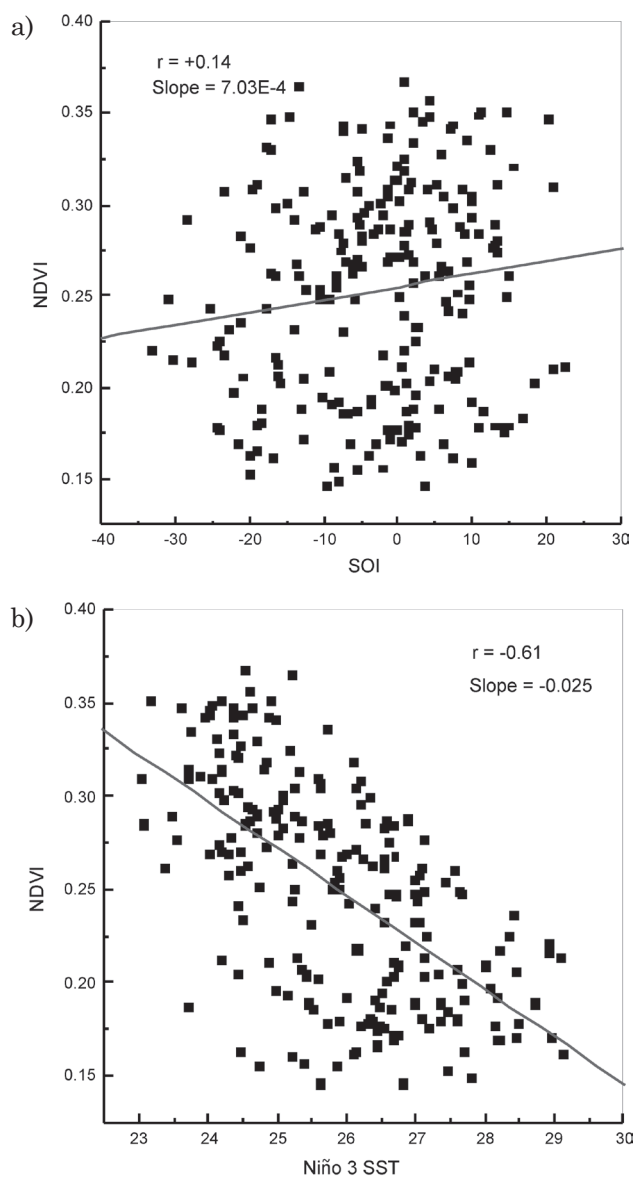 a)
r = +0.14
Slope = 7.03E-4
NDVI
0.40
0.35
0.30
0.25
0.20
0.15
-40 -30 -20 -10 0 10 20 30
SOI
b)
r = -0.61
Slope = -0.025
NDVI
0.40
0.35
0.30
0.25
0.20
0.15
23 24 25 26 27 28 29 30
Niño 3 SST